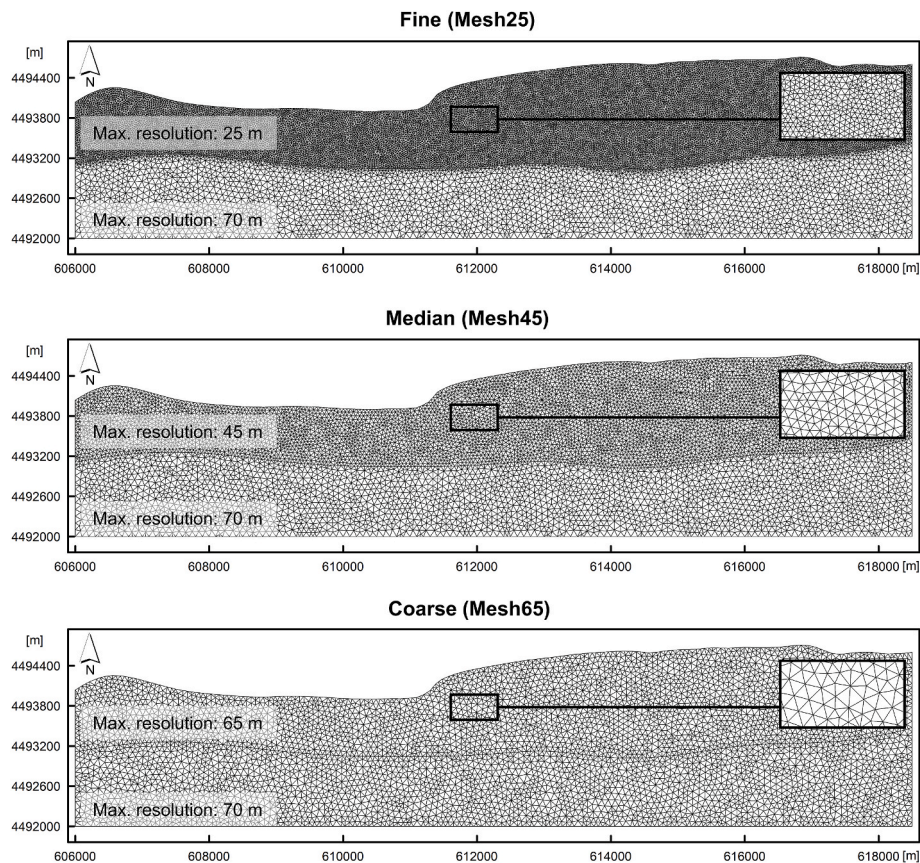 Fine (Mesh25)
[m]
N
4494400
4493800
Max. resolution: 25 m
4493200
4492600
Max. resolution: 70 m
4492000
606000 608000 610000 612000 614000 616000 618000 [m]
Median (Mesh45)
[m]
N
4494400
4493800
Max. resolution: 45 m
4493200
4492600
Max. resolution: 70 m
4492000
606000 608000 610000 612000 614000 616000 618000 [m]
Coarse (Mesh65)
[m]
N
4494400
4493800
Max. resolution: 65 m
4493200
4492600
Max. resolution: 70 m
4492000
606000 608000 610000 612000 614000 616000 618000 [m]